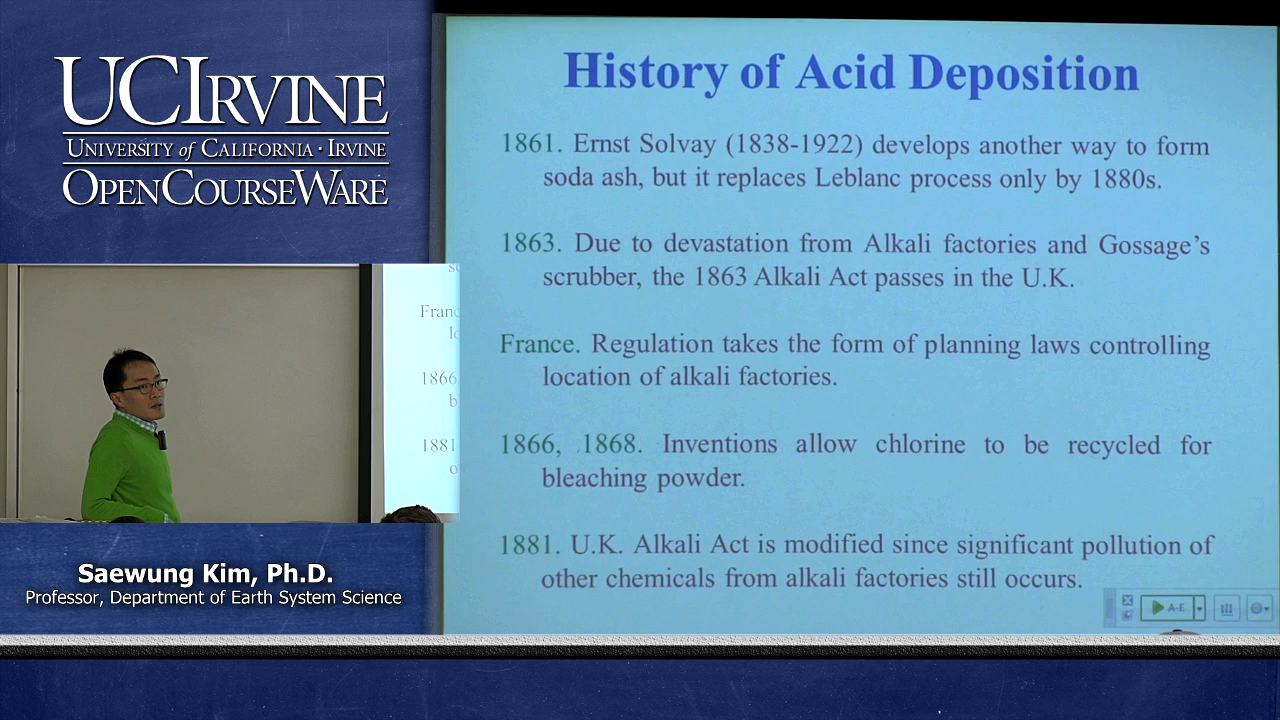 UCIRVINE
UNIVERSITY of CALIFORNIA · IRVINE
OPENCOURSEWARE
History of Acid Deposition
1861. Ernst Solvay (1838-1922) develops another way to form
soda ash, but it replaces Leblanc process only by 1880s.
1863. Due to devastation from Alkali factories and Gossage's
scrubber, the 1863 Alkali Act passes in the U.K.
France. Regulation takes the form of planning laws controlling
location of alkali factories.
1866, 1868. Inventions allow chlorine to be recycled for
bleaching powder.
1881. U.K. Alkali Act is modified since significant pollution of
other chemicals from alkali factories still occurs.
A-E
Franc
1866
b
1881
o
Saewung Kim, Ph.D.
Professor, Department of Earth System Science